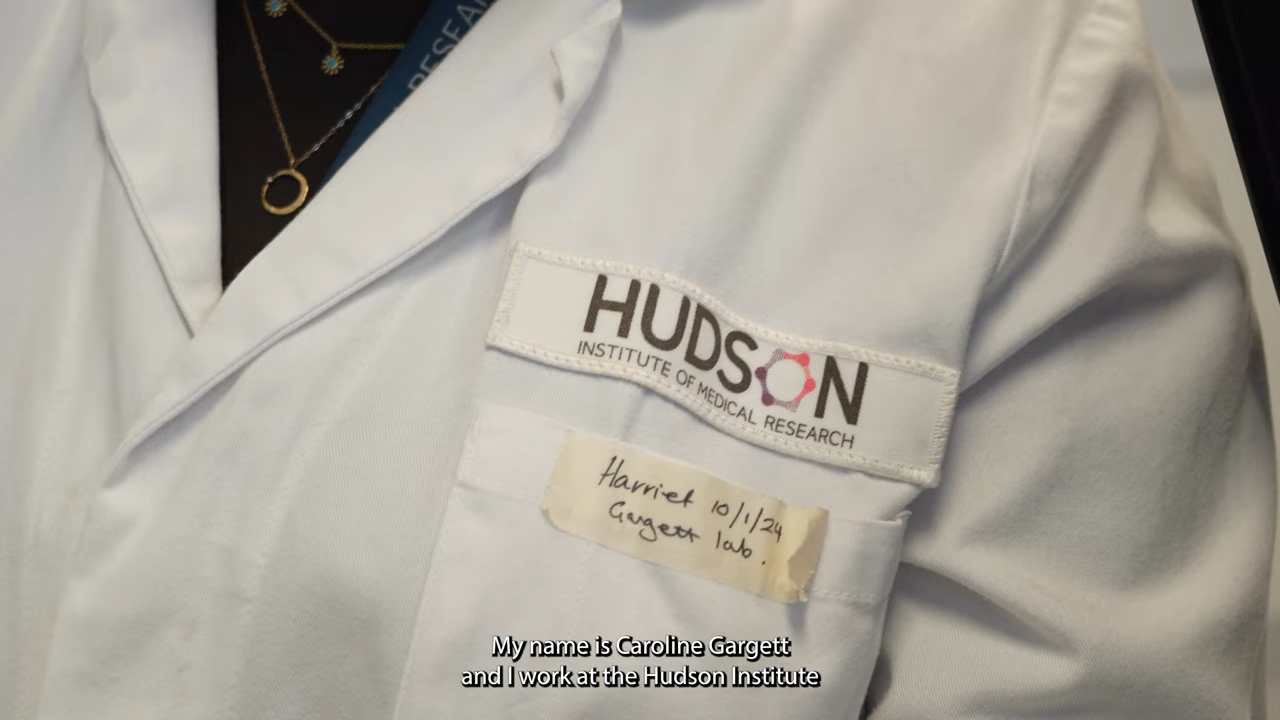 RESEAR
HUDSON
INSTITUTE OF MEDICAL RESEARCH
Harriet 10/1/24
Gargett lab.
My name is Caroline Gargett
and I work at the Hudson Institute